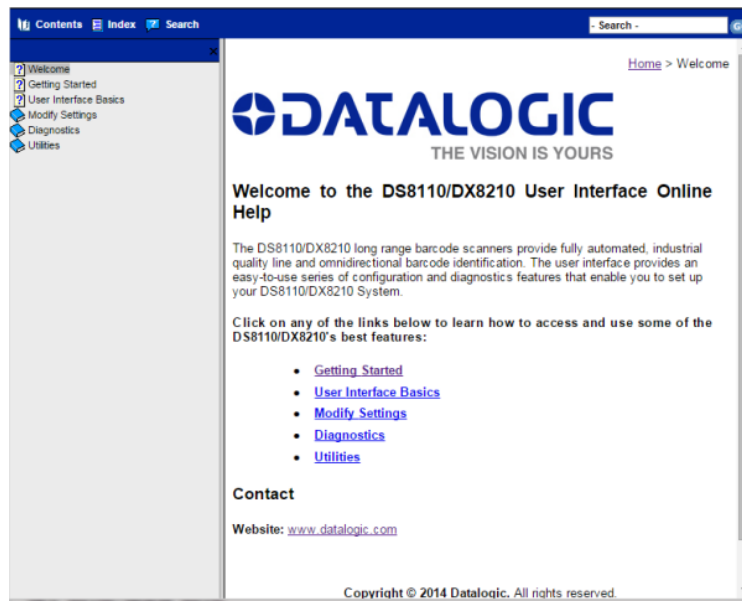 Contents Index Search
- Search -
Home > Welcome
Welcome
Getting Started
User Interface Basics
Modify Settings
Diagnostics
Utilities
DATALOGIC
THE VISION IS YOURS
Welcome to the DS8110/DX8210 User Interface Online
Help
The DS8110/DX8210 long range barcode scanners provide fully automated, industrial
quality line and omnidirectional barcode identification. The user interface provides an
easy-to-use series of configuration and diagnostics features that enable you to set up
your DS8110/DX8210 System.
Click on any of the links below to learn how to access and use some of the
DS8110/DX8210's best features:
• Getting Started
• User Interface Basics
• Modify Settings
• Diagnostics
• Utilities
Contact
Website: www.datalogic.com
Copyright © 2014 Datalogic. All rights reserved.